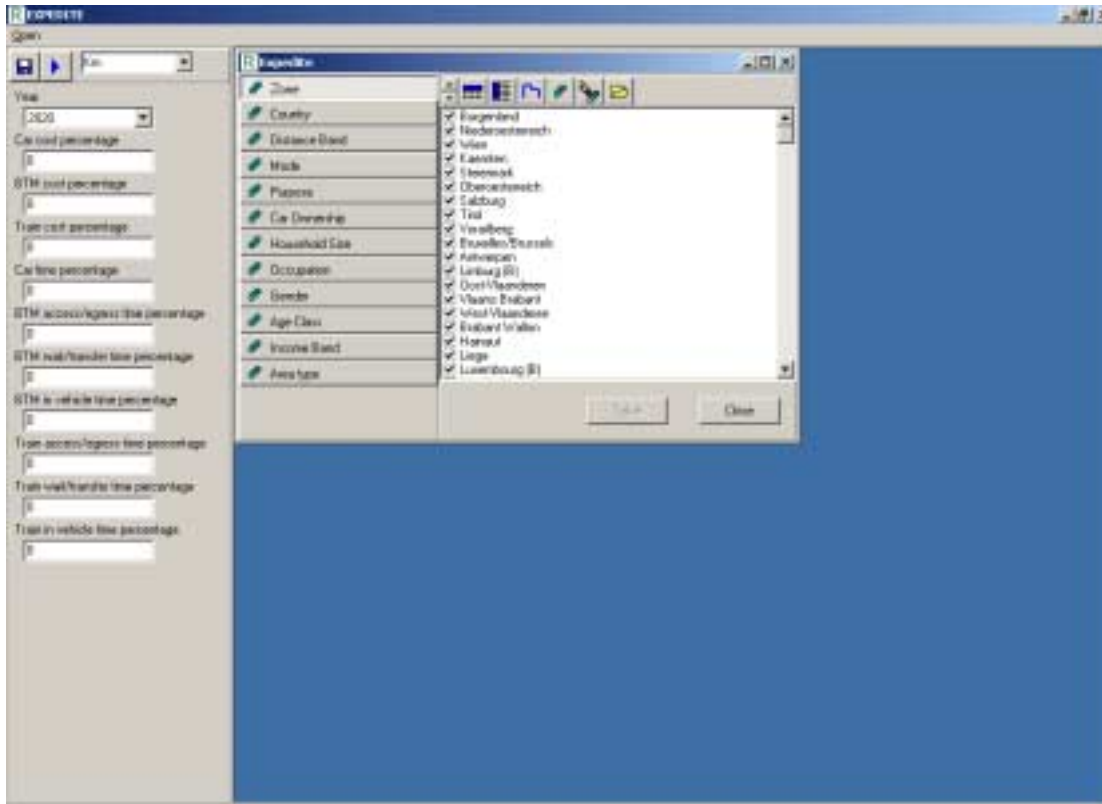 EXPEDITE
Open
Km
Year
2020
Car cost percentage
0
BTM cost percentage
0
Train cost percentage
0
Car time percentage
0
BTM access/egress time percentage
0
BTM wait/transfer time percentage
0
BTM in vehicle time percentage
0
Train access/egress time percentage
0
Train wait/transfer time percentage
0
Train in vehicle time percentage
0
Expedite
Zone
Country
Distance Band
Mode
Purpose
Car Ownership
Household Size
Occupation
Gender
Age Class
Income Band
Area type
Burgenland
Niederoesterreich
Wien
Kaernten
Steiermark
Oberoesterreich
Salzburg
Tirol
Vorarlberg
Bruxelles/Brussels
Antwerpen
Limburg (B)
Oost-Vlaanderen
Vlaams Brabant
West-Vlaanderen
Brabant Wallon
Hainaut
Liege
Luxembourg (B)
Close